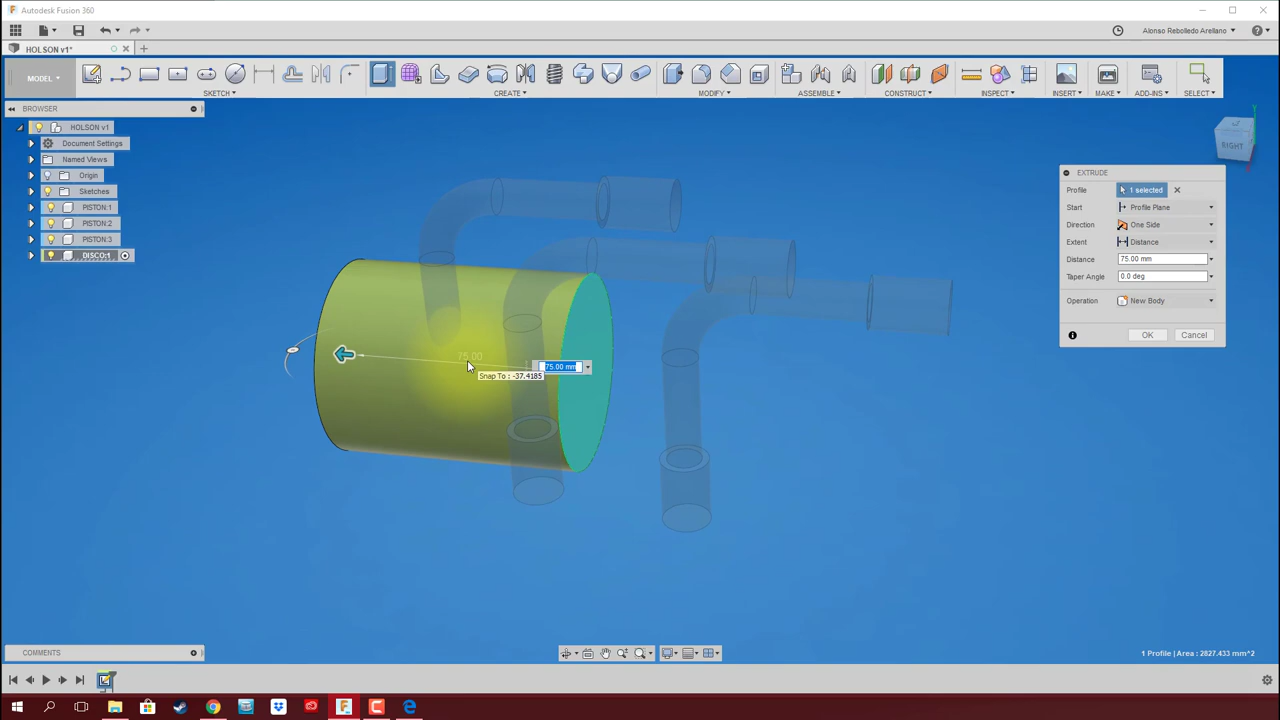 Autodesk Fusion 360
Alonso Rebolledo Arellano
HOLSON v1*
MODEL
SKETCH
CREATE
MODIFY
ASSEMBLE
CONSTRUCT
INSPECT
INSERT
MAKE
ADD-INS
SELECT
BROWSER
HOLSON v1
Document Settings
Named Views
Origin
Sketches
PISTON:1
PISTON:2
PISTON:3
DISCO:1
RIGHT
EXTRUDE
Profile 1 selected
Start Profile Plane
Direction One Side
Extent Distance
Distance 75.00 mm
Taper Angle 0.0 deg
Operation New Body
OK Cancel
75.00
75.00 mm
Snap To : -37.4185
COMMENTS
1 Profile | Area : 2827.433 mm^2